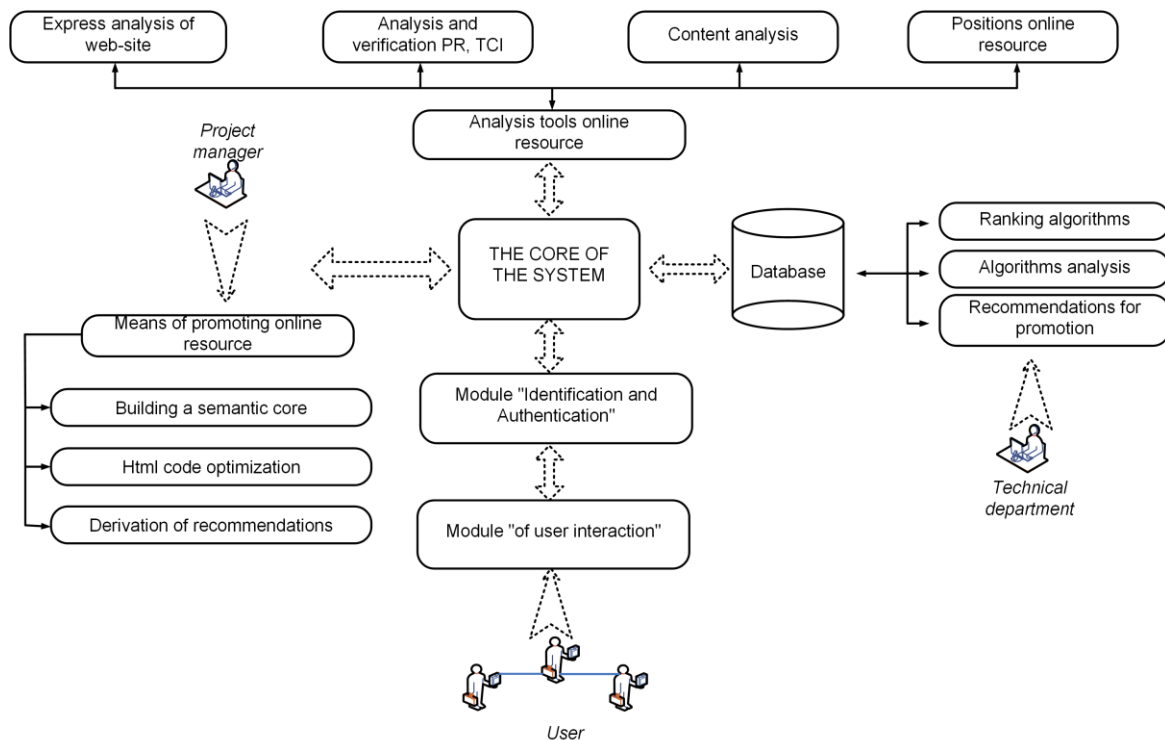 Express analysis of
web-site
Analysis and
verification PR, TCI
Content analysis
Positions online
resource
Analysis tools online
resource
Project
manager
THE CORE OF
THE SYSTEM
Database
Ranking algorithms
Algorithms analysis
Recommendations for
promotion
Means of promoting online
resource
Building a semantic core
Html code optimization
Derivation of recommendations
Module "Identification and
Authentication"
Module "of user interaction"
Technical
department
User